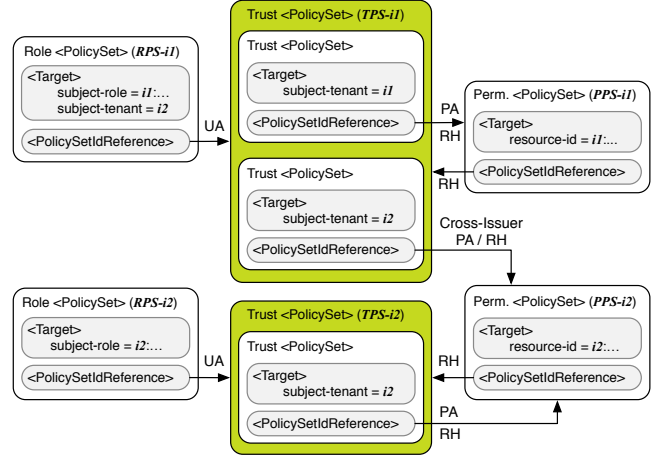 Trust <PolicySet> (TPS-i1)
Role <PolicySet> (RPS-i1)
<Target>
subject-role = i1:...
subject-tenant = i2
<PolicySetIdReference>
UA
Trust <PolicySet>
<Target>
subject-tenant = i1
<PolicySetIdReference>
PA
RH
Perm. <PolicySet> (PPS-i1)
<Target>
resource-id = i1:...
<PolicySetIdReference>
RH
Trust <PolicySet>
<Target>
subject-tenant = i2
<PolicySetIdReference>
Cross-Issuer
PA / RH
Role <PolicySet> (RPS-i2)
<Target>
subject-role = i2:...
<PolicySetIdReference>
UA
Trust <PolicySet> (TPS-i2)
Trust <PolicySet>
<Target>
subject-tenant = i2
<PolicySetIdReference>
PA
RH
Perm. <PolicySet> (PPS-i2)
<Target>
resource-id = i2:...
<PolicySetIdReference>
RH